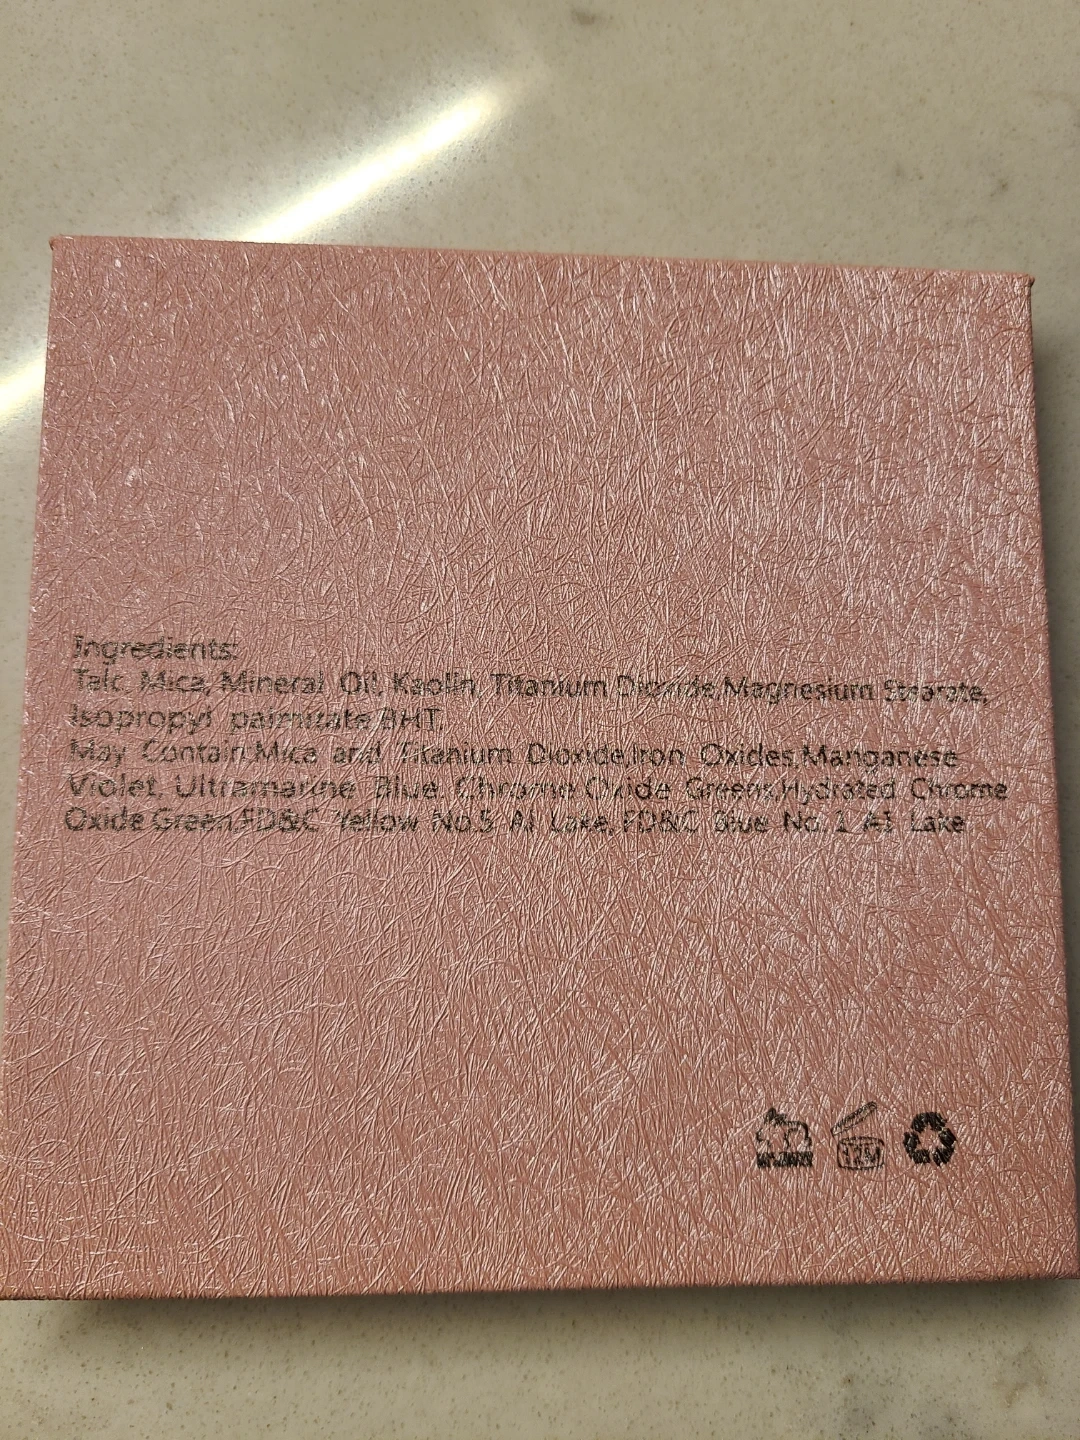 Ingredients:
Talc, Mica, Mineral Oil, Kaolin, Titanium Dioxide,Magnesium Stearate,
Isopropyl palmitate,BHT.
May Contain:Mica and Titanium Dioxide,Iron Oxides,Manganese
Violet, Ultramarine Blue, Chrome Oxide Greens,Hydrated Chrome
Oxide Green,FD&C Yellow No.5 Al Lake, FD&C Blue No. 1 Al Lake
12M